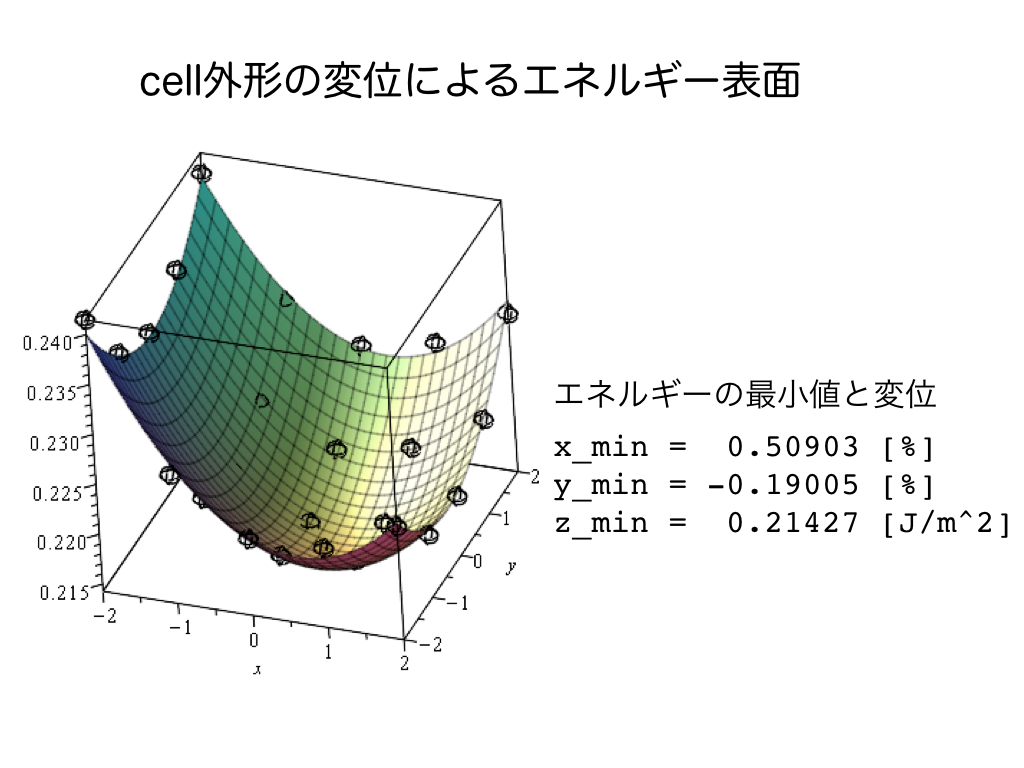 cell外形の変位によるエネルギー表面
0.240
0.235
0.230
0.225
0.220
0.215
−2
−1
0
1
2
x
−2
−1
0
1
2
y
エネルギーの最小値と変位
x_min =  0.50903 [%]
y_min = -0.19005 [%]
z_min =  0.21427 [J/m^2]